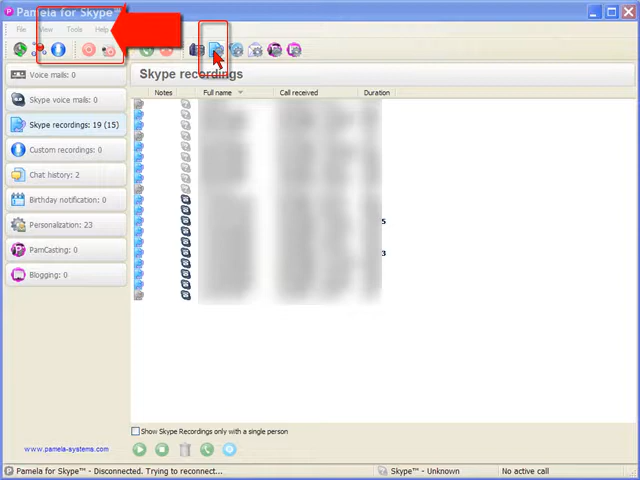 Pamela for Skype™
File View Tools Help
Skype recordings
Voice mails: 0
Skype voice mails: 0
Skype recordings: 19 (15)
Custom recordings: 0
Chat history: 2
Birthday notification: 0
Personalization: 23
PamCasting: 0
Blogging: 0
Notes Full name Call received Duration
5
3
Show Skype Recordings only with a single person
www.pamela-systems.com
Pamela for Skype™ - Disconnected. Trying to reconnect... Skype™ - Unknown No active call